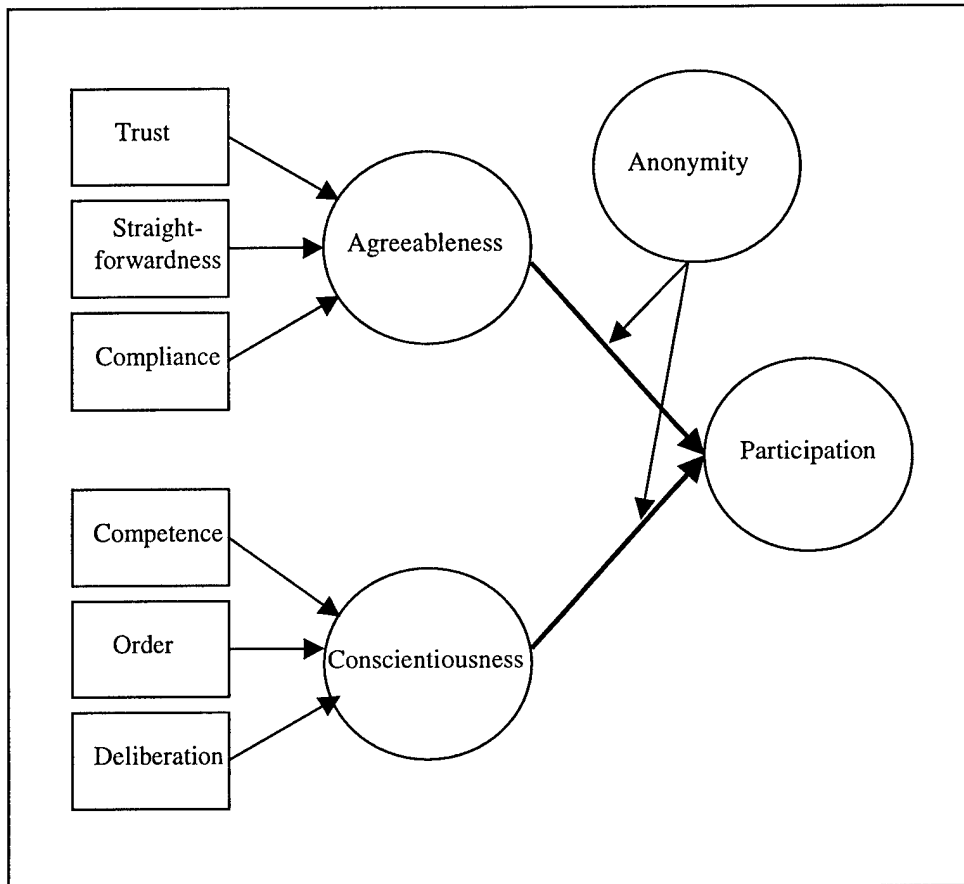 Trust
Straight-
forwardness
Compliance
Agreeableness
Anonymity
Participation
Competence
Order
Deliberation
Conscientiousness